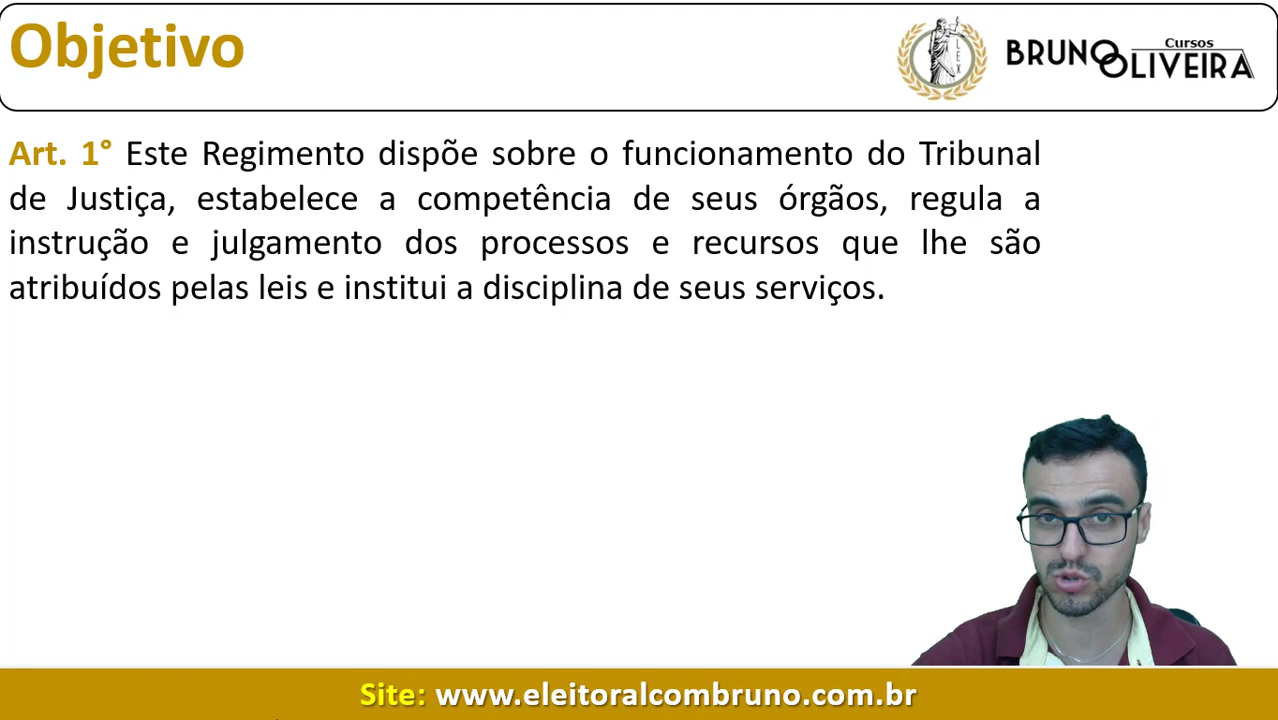 Objetivo
LEX
Cursos
BRUNO
OLIVEIRA
Art. 1° Este Regimento dispõe sobre o funcionamento do Tribunal
de Justiça, estabelece a competência de seus órgãos, regula a
instrução e julgamento dos processos e recursos que lhe são
atribuídos pelas leis e institui a disciplina de seus serviços.
Site: www.eleitoralcombruno.com.br